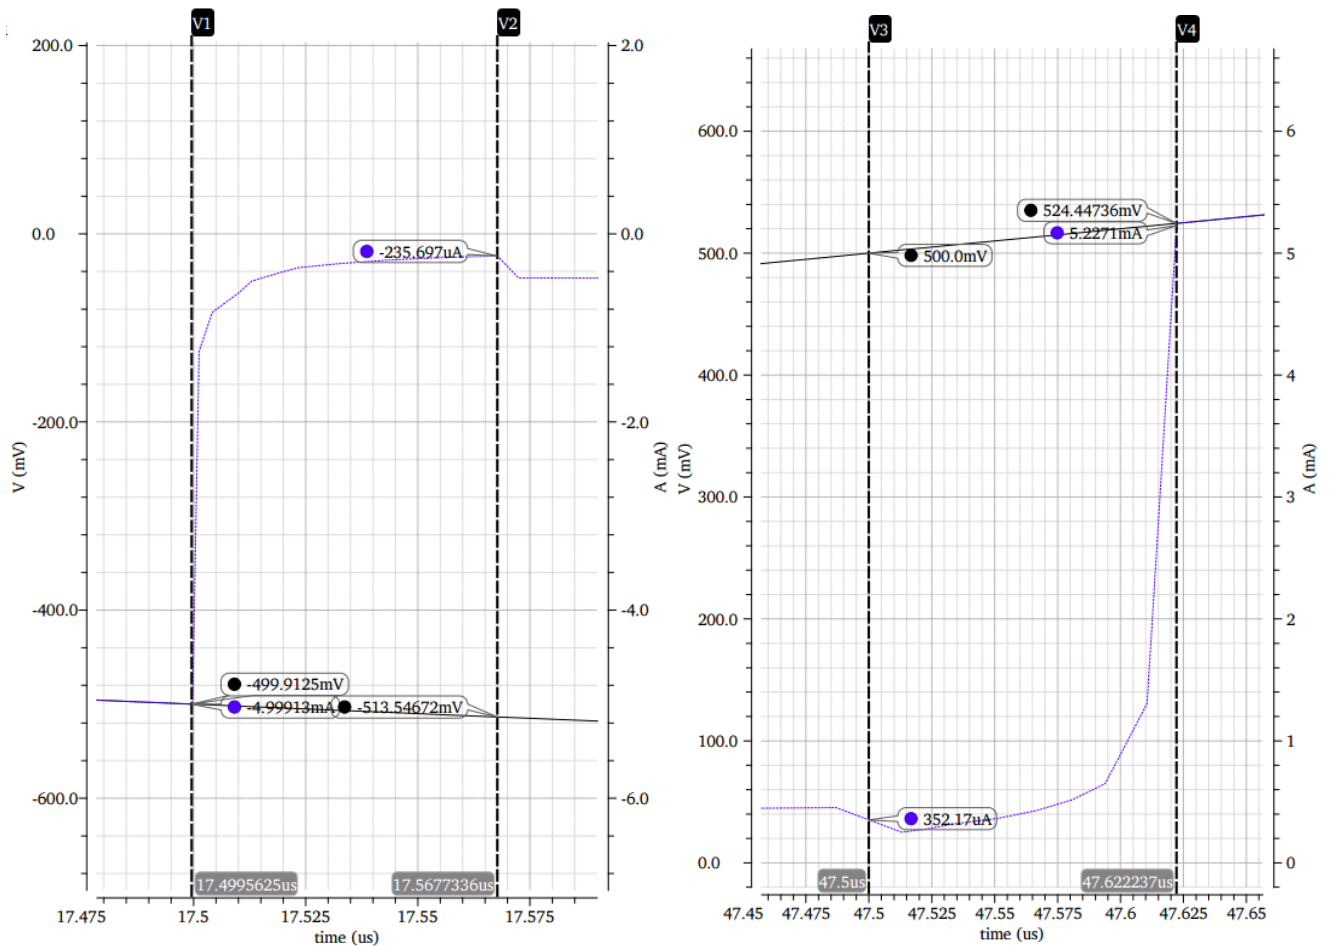 V1
V2
200.0
2.0
0.0
0.0
-235.697uA
-200.0
-2.0
V (mV)
A (mA)
-400.0
-4.0
-499.9125mV
-4.99913mA
-513.54672mV
-600.0
-6.0
17.4995625us
17.5677336us
17.475
17.5
17.525
17.55
17.575
time (us)
V3
V4
600.0
6
524.44736mV
5.2271mA
500.0
500.0mV
5
400.0
4
V (mV)
A (mA)
300.0
3
200.0
2
100.0
1
352.17uA
0.0
0
47.5us
47.622237us
47.45
47.475
47.5
47.525
47.55
47.575
47.6
47.625
47.65
time (us)